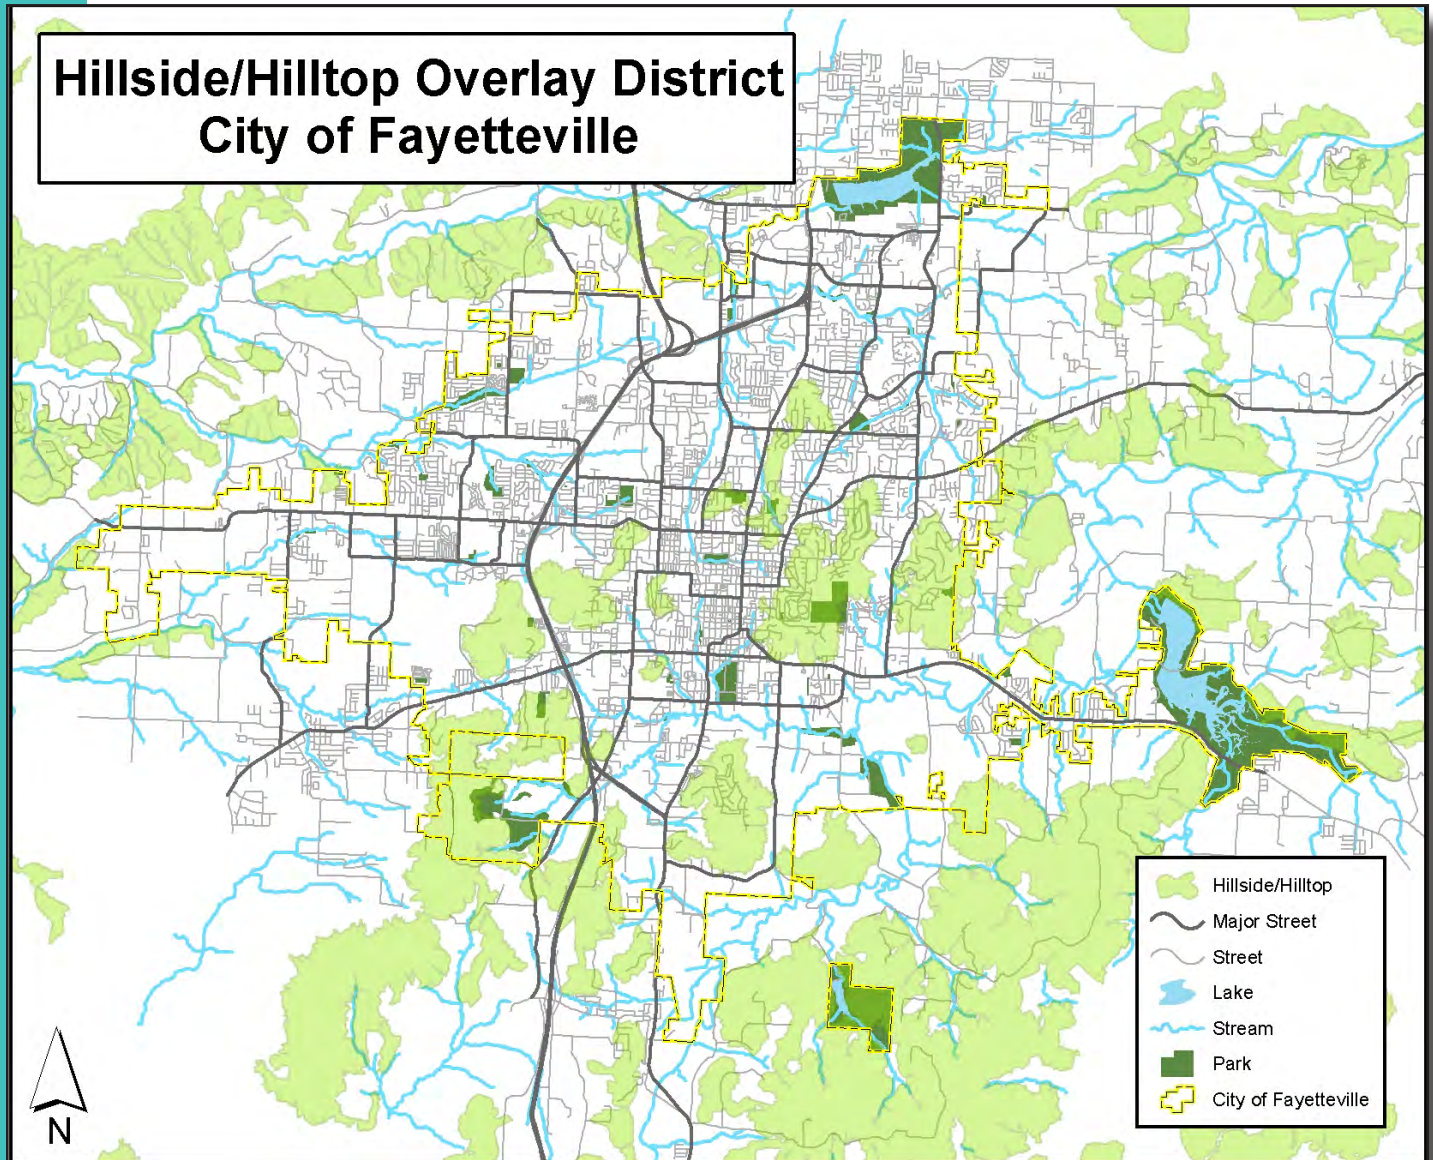 Hillside/Hilltop Overlay District
City of Fayetteville
Hillside/Hilltop
Major Street
Street
Lake
Stream
Park
City of Fayetteville
N